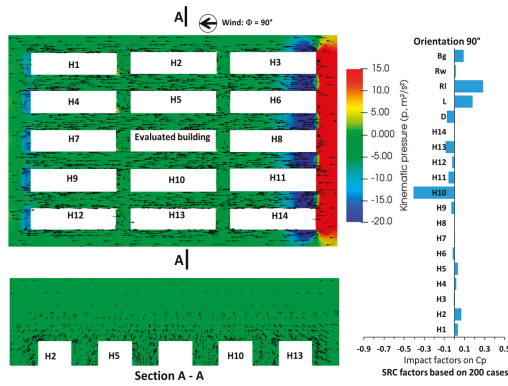 A
Wind: Φ = 90°
H1 H2 H3
H4 H5 H6
H7 Evaluated building H8
H9 H10 H11
H12 H13 H14
A
15.0
10.0
5.0
0.000
-5.0
-10.0
-15.0
-20.0
Kinematic pressure (p, m²/s²)
H2 H5 H10 H13
Section A - A
Orientation 90°
Bg
Rw
Rl
L
D
H14
H13
H12
H11
H10
H9
H8
H7
H6
H5
H4
H3
H2
H1
-0.9 -0.7 -0.5 -0.3 -0.1 0.1 0.3
Impact factors on Cp
SRC factors based on 200 cases